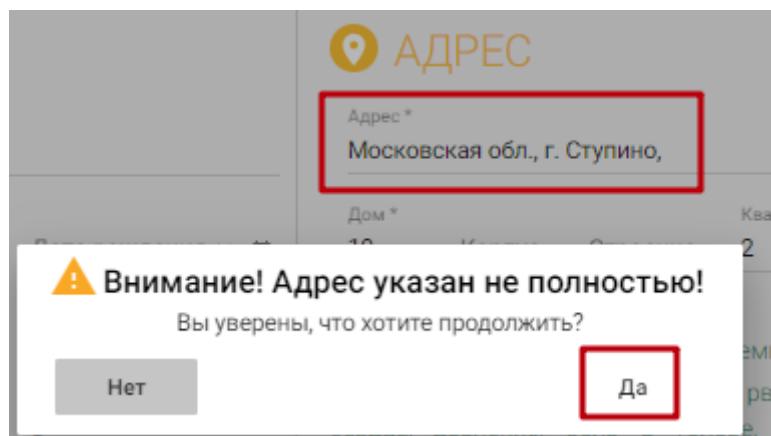 АДРЕС
Адрес *
Московская обл., г. Ступино,
Дом *
2
Внимание! Адрес указан не полностью!
Вы уверены, что хотите продолжить?
Нет
Да